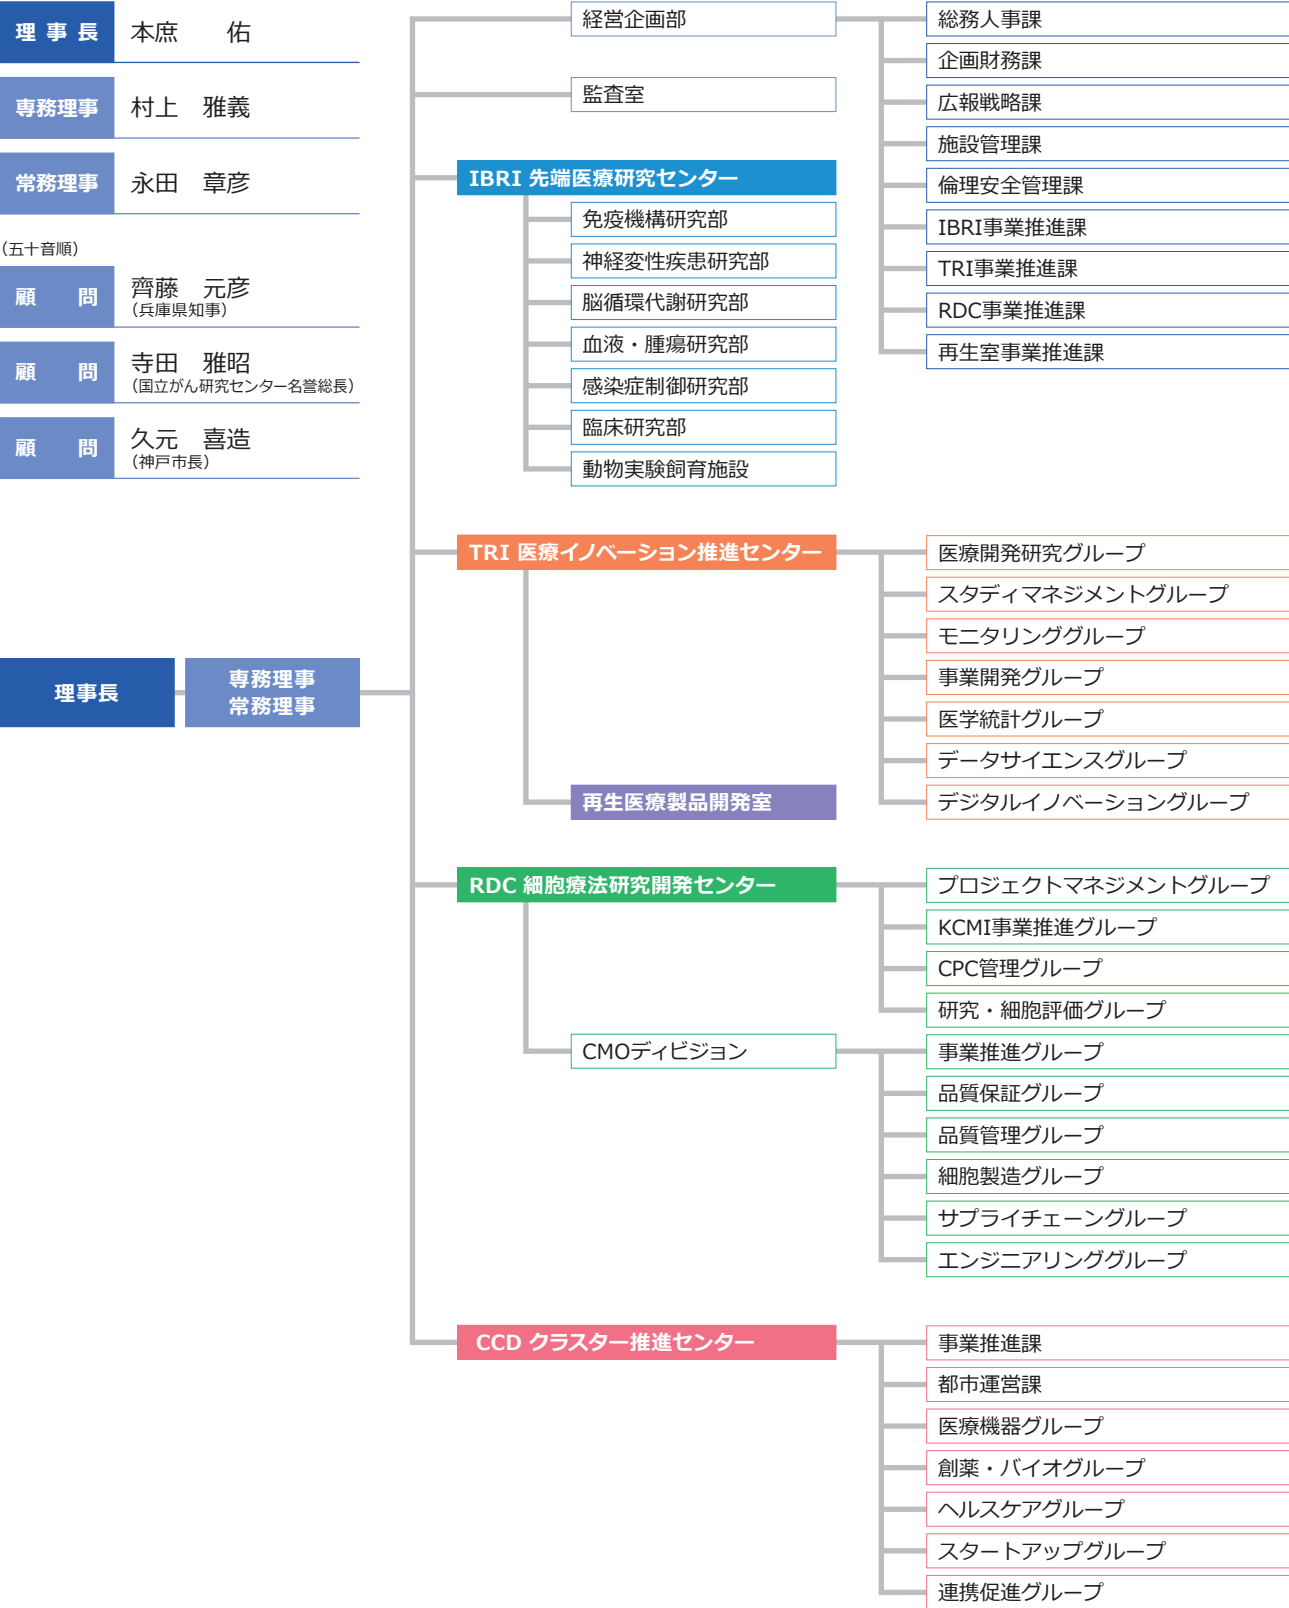 理事長 本庶 佑
専務理事 村上 雅義
常務理事 永田 章彦
(五十音順)
顧問 齊藤 元彦
(兵庫県知事)
顧問 寺田 雅昭
(国立がん研究センター名誉総長)
顧問 久元 喜造
(神戸市長)
理事長
専務理事
常務理事
経営企画部
総務人事課
企画財務課
広報戦略課
施設管理課
倫理安全管理課
IBRI事業推進課
TRI事業推進課
RDC事業推進課
再生室事業推進課
監査室
IBRI 先端医療研究センター
免疫機構研究部
神経変性疾患研究部
脳循環代謝研究部
血液・腫瘍研究部
感染症制御研究部
臨床研究部
動物実験飼育施設
TRI 医療イノベーション推進センター
医療開発研究グループ
スタディマネジメントグループ
モニタリンググループ
事業開発グループ
医学統計グループ
データサイエンスグループ
デジタルイノベーショングループ
再生医療製品開発室
RDC 細胞療法研究開発センター
プロジェクトマネジメントグループ
KCMI事業推進グループ
CPC管理グループ
研究・細胞評価グループ
CMOディビジョン
事業推進グループ
品質保証グループ
品質管理グループ
細胞製造グループ
サプライチェーングループ
エンジニアリンググループ
CCD クラスター推進センター
事業推進課
都市運営課
医療機器グループ
創薬・バイオグループ
ヘルスケアグループ
スタートアップグループ
連携促進グループ